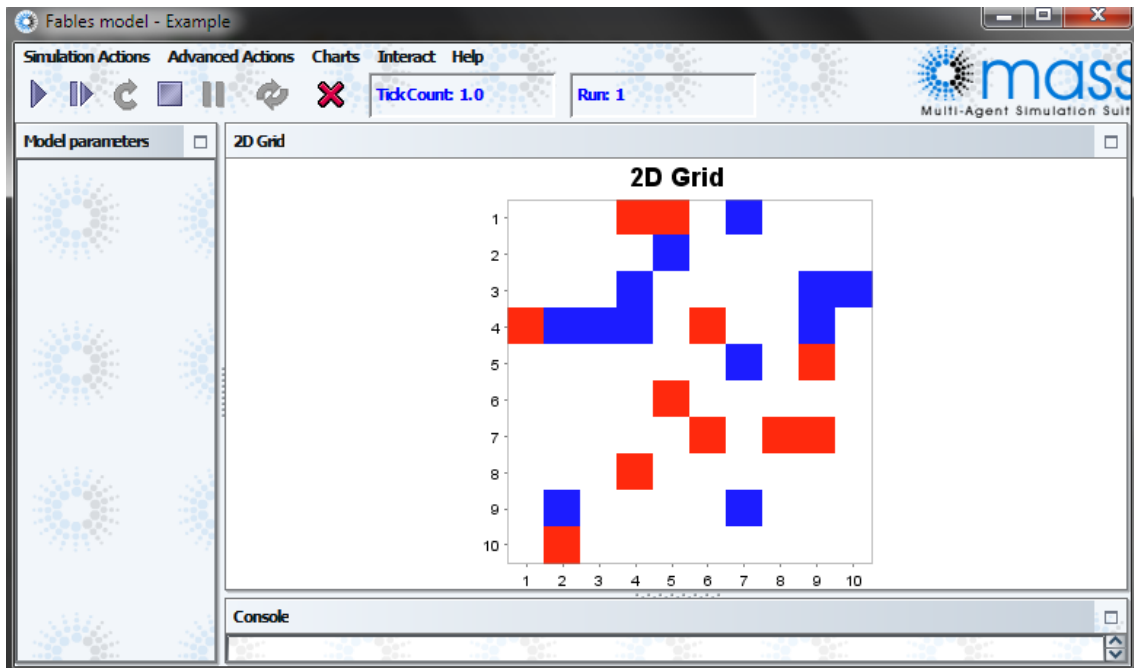 Fables model - Example
Simulation Actions Advanced Actions Charts Interact Help
Tick Count: 1.0 Run: 1
mass
Multi-Agent Simulation Suit
Model parameters
2D Grid
2D Grid
1
2
3
4
5
6
7
8
9
10
1 2 3 4 5 6 7 8 9 10
Console